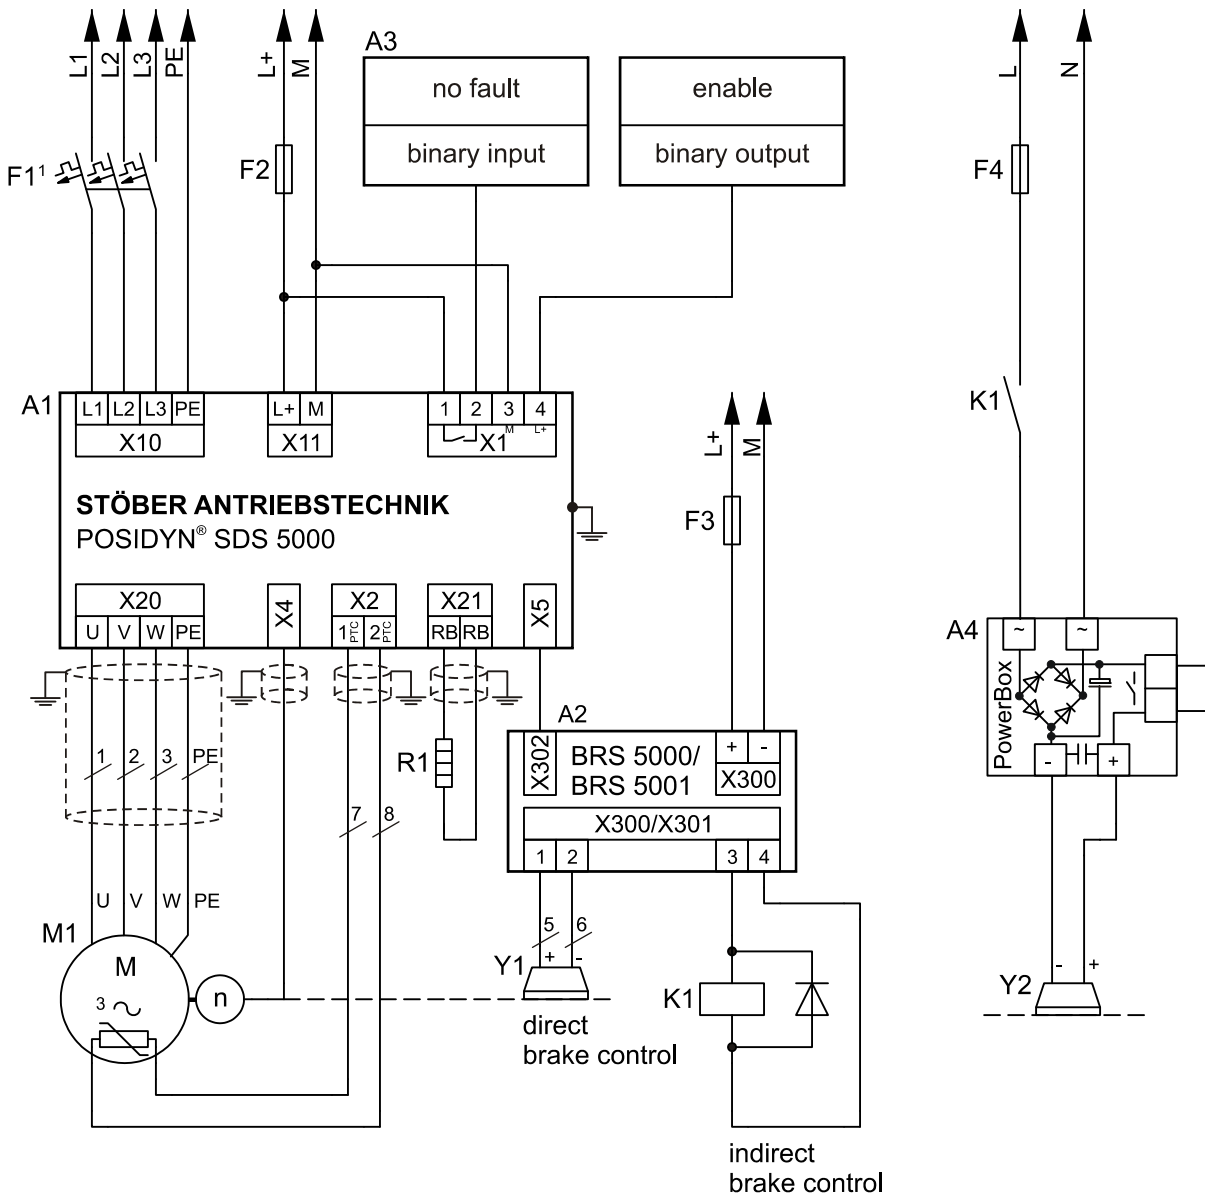 L1 L2 L3 PE
L+ M
A3
no fault
binary input
enable
binary output
L N
F1¹
F2
F4
K1
A1
L1 L2 L3 PE
X10
L+ M
X11
1 2 3 4
X1 M L+
STÖBER ANTRIEBSTECHNIK
POSIDYN® SDS 5000
L+ M
F3
X20
U V W PE
X4
X2
1 PTC 2 PTC
X21
RB RB
X5
A4
~ ~
PowerBox
- +
A2
X302
BRS 5000/
BRS 5001
+ -
X300
X300/X301
1 2 3 4
R1
1 2 3 PE
7 8
U V W PE
M1
M
3
n
5 6
Y1
+ -
direct
brake control
K1
indirect
brake control
Y2
- +